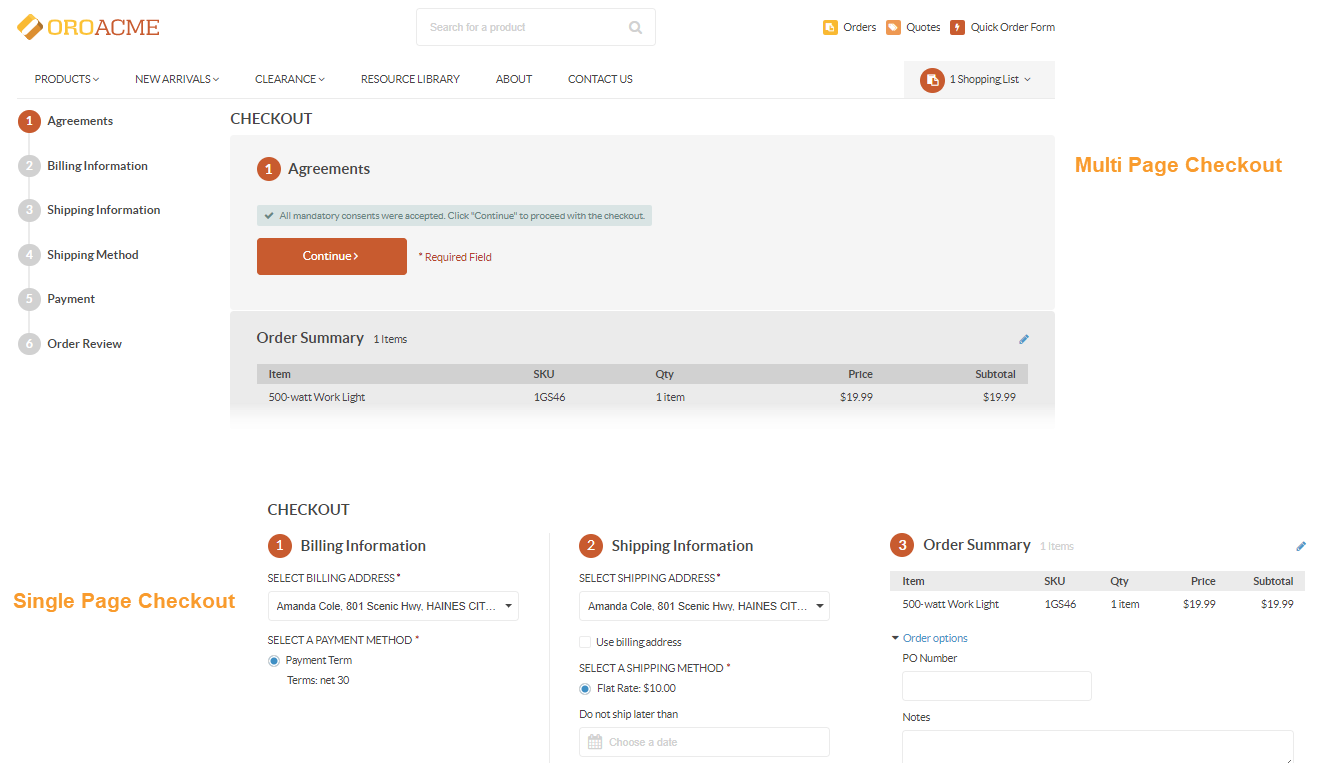 OROACME
Search for a product
Orders Quotes Quick Order Form
PRODUCTS NEW ARRIVALS CLEARANCE RESOURCE LIBRARY ABOUT CONTACT US 1 Shopping List
1 Agreements
2 Billing Information
3 Shipping Information
4 Shipping Method
5 Payment
6 Order Review
CHECKOUT
1 Agreements
All mandatory consents were accepted. Click "Continue" to proceed with the checkout.
Continue * Required Field
Order Summary 1 Items
Item SKU Qty Price Subtotal
500-watt Work Light 1GS46 1 item $19.99 $19.99
Multi Page Checkout
Single Page Checkout
CHECKOUT
1 Billing Information
SELECT BILLING ADDRESS*
Amanda Cole, 801 Scenic Hwy, HAINES CIT...
SELECT A PAYMENT METHOD *
Payment Term
Terms: net 30
2 Shipping Information
SELECT SHIPPING ADDRESS*
Amanda Cole, 801 Scenic Hwy, HAINES CIT...
Use billing address
SELECT A SHIPPING METHOD *
Flat Rate: $10.00
Do not ship later than
Choose a date
3 Order Summary 1 Items
Item SKU Qty Price Subtotal
500-watt Work Light 1GS46 1 item $19.99 $19.99
Order options
PO Number
Notes